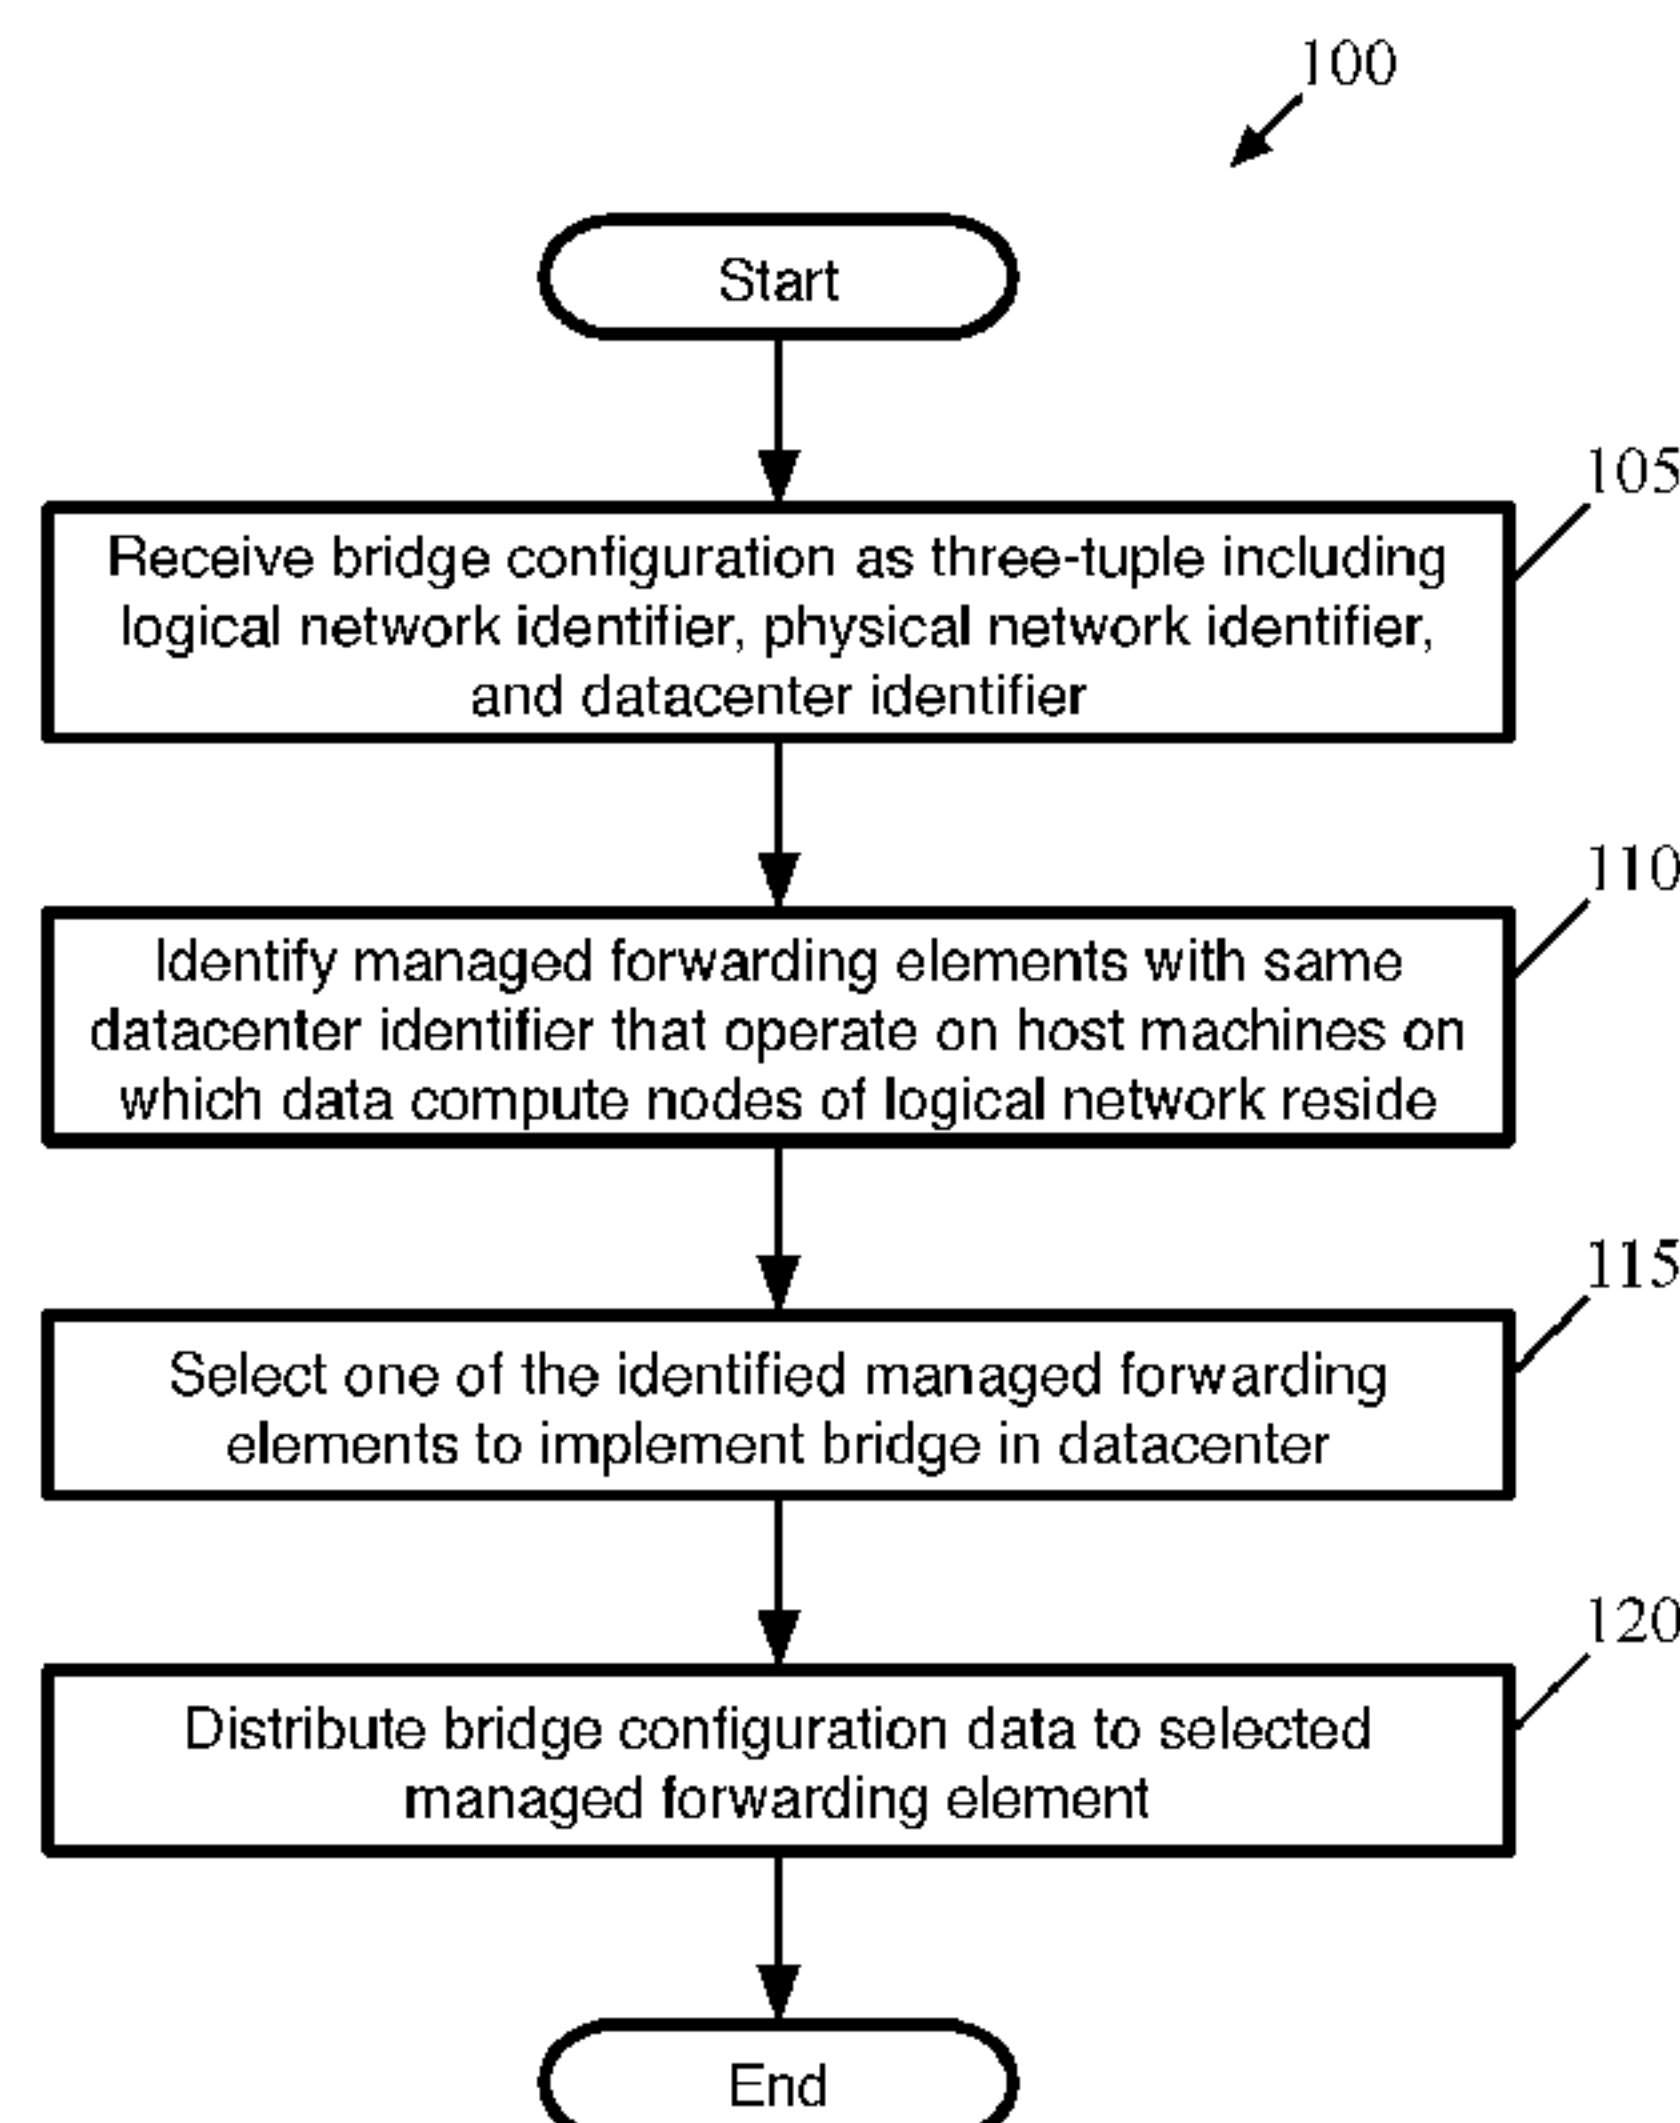 100
Start
105
Receive bridge configuration as three-tuple including
logical network identifier, physical network identifier,
and datacenter identifier
110
Identify managed forwarding elements with same
datacenter identifier that operate on host machines on
which data compute nodes of logical network reside
115
Select one of the identified managed forwarding
elements to implement bridge in datacenter
120
Distribute bridge configuration data to selected
managed forwarding element
End